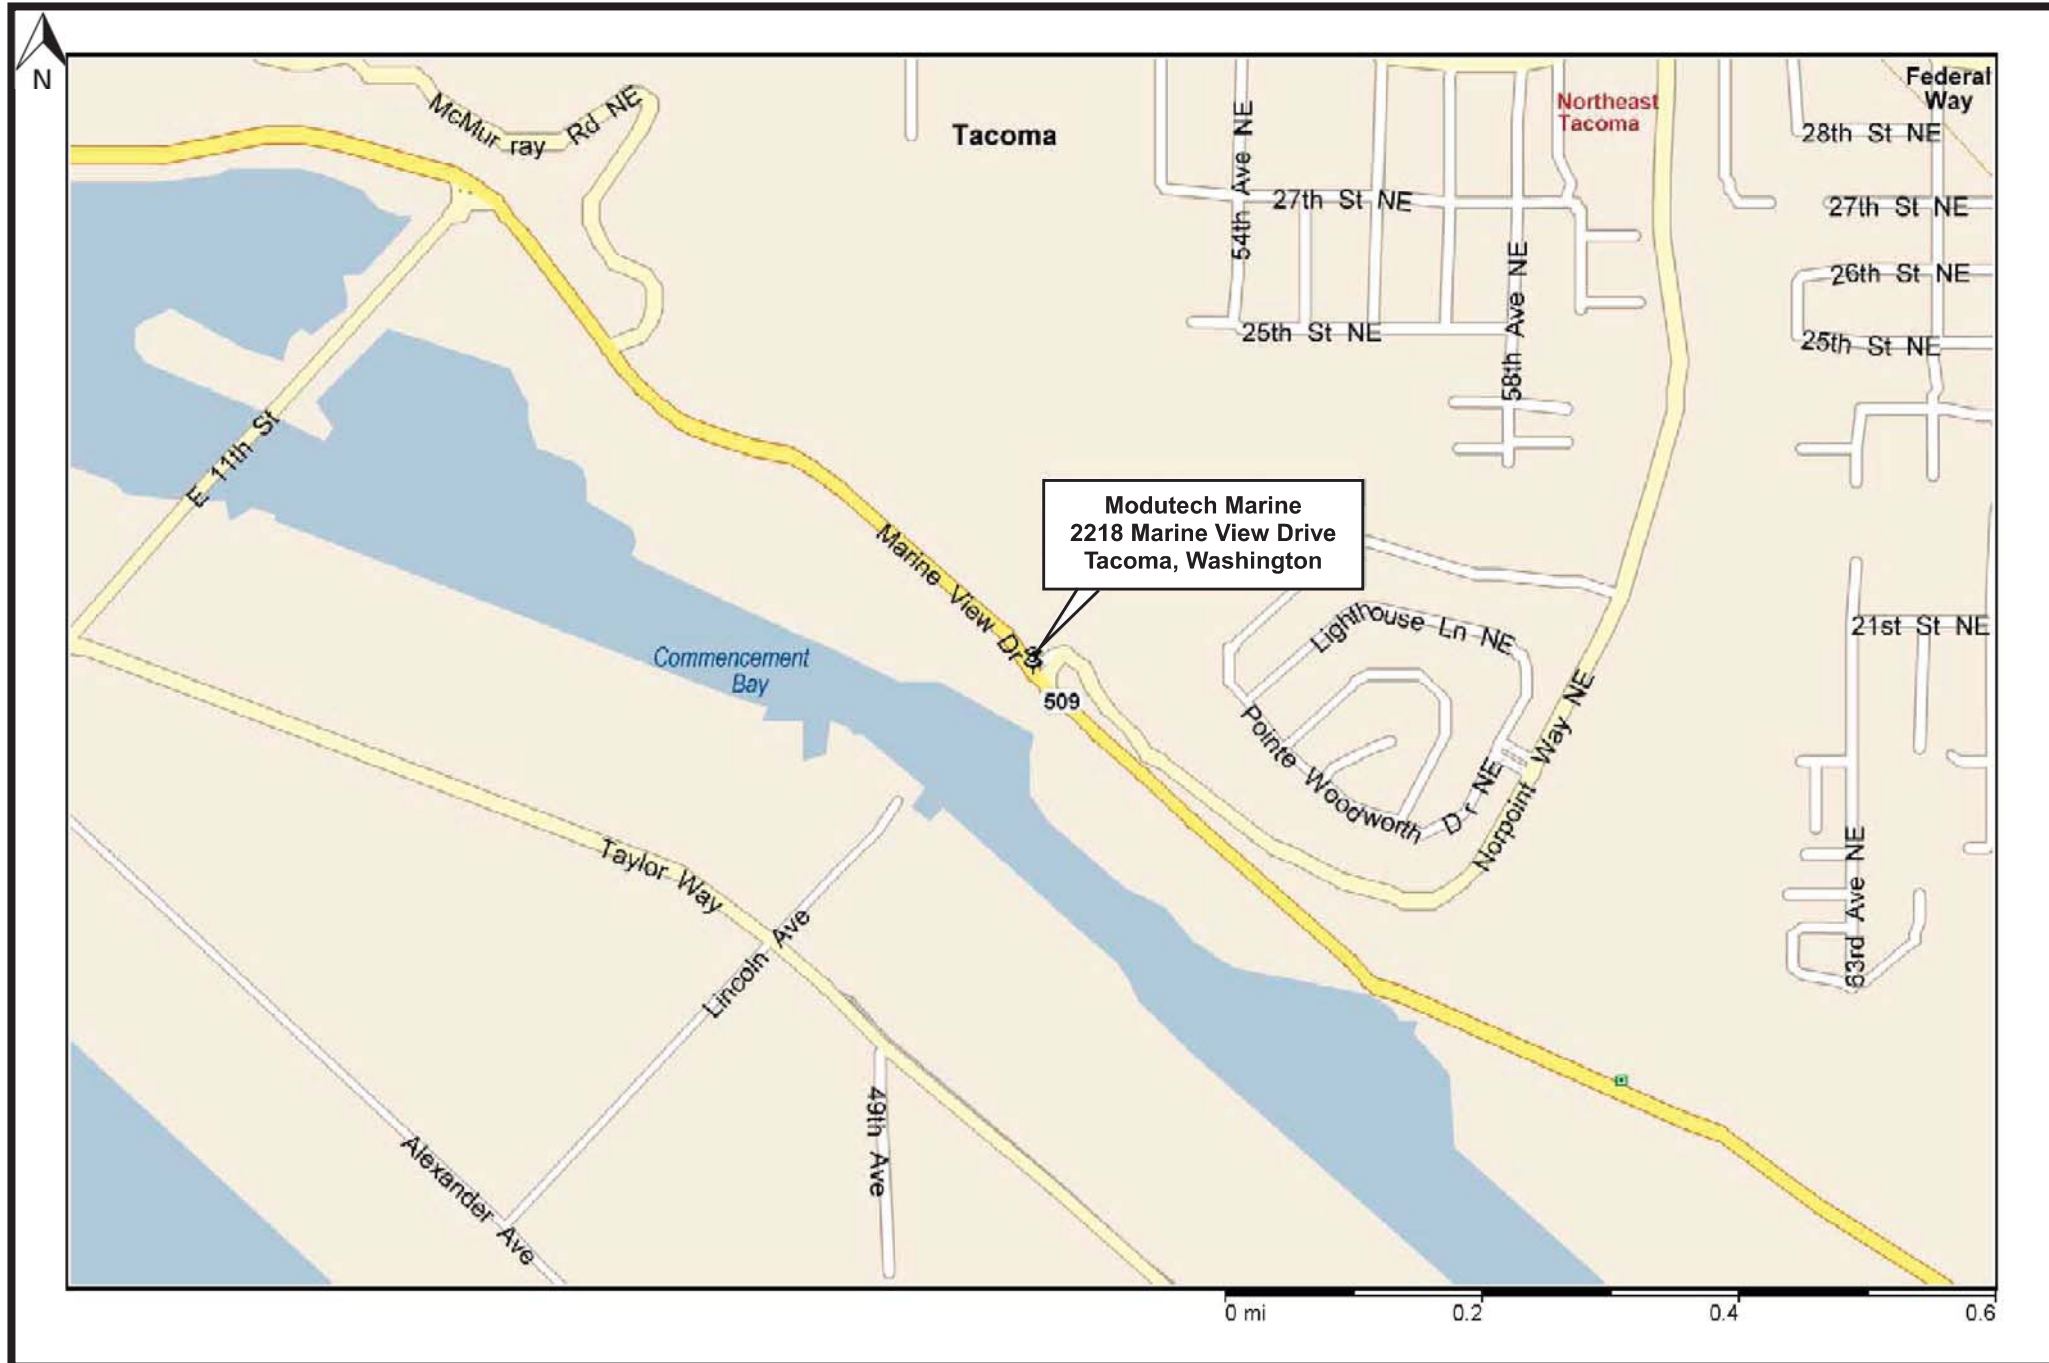 N
McMurray Rd NE
Tacoma
54th Ave NE
Northeast
Tacoma
Federal
Way
28th St NE
27th St NE
27th St NE
26th St NE
58th Ave NE
25th St NE
25th St NE
E 11th St
Modutech Marine
2218 Marine View Drive
Tacoma, Washington
Marine View Dr
Lighthouse Ln NE
21st St NE
Commencement
Bay
509
Pointe Woodworth Dr NE
Norpoint Way NE
Taylor Way
Lincoln Ave
63rd Ave NE
49th Ave
Alexander Ave
0 mi
0.2
0.4
0.6